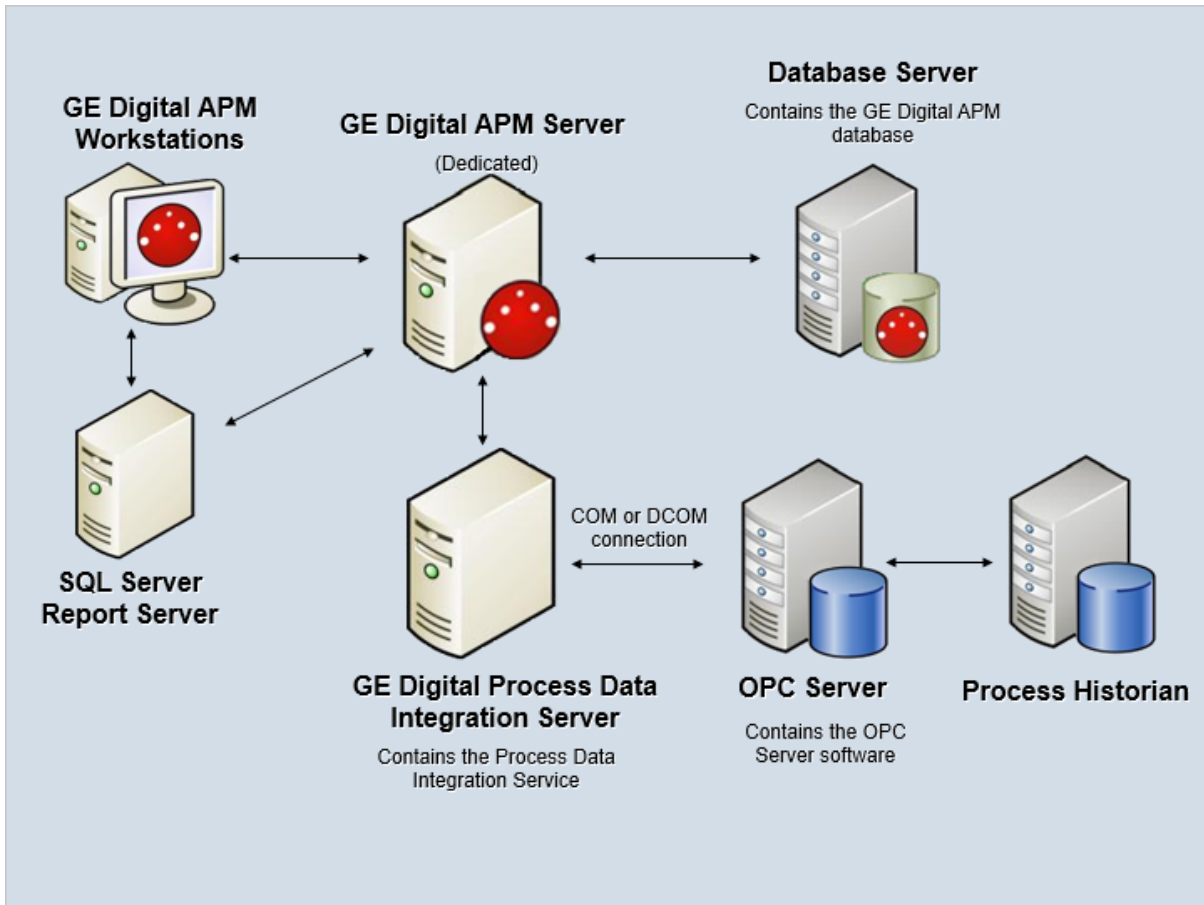 GE Digital APM
Workstations
GE Digital APM Server
(Dedicated)
Database Server
Contains the GE Digital APM
database
SQL Server
Report Server
COM or DCOM
connection
GE Digital Process Data
Integration Server
Contains the Process Data
Integration Service
OPC Server
Contains the OPC
Server software
Process Historian